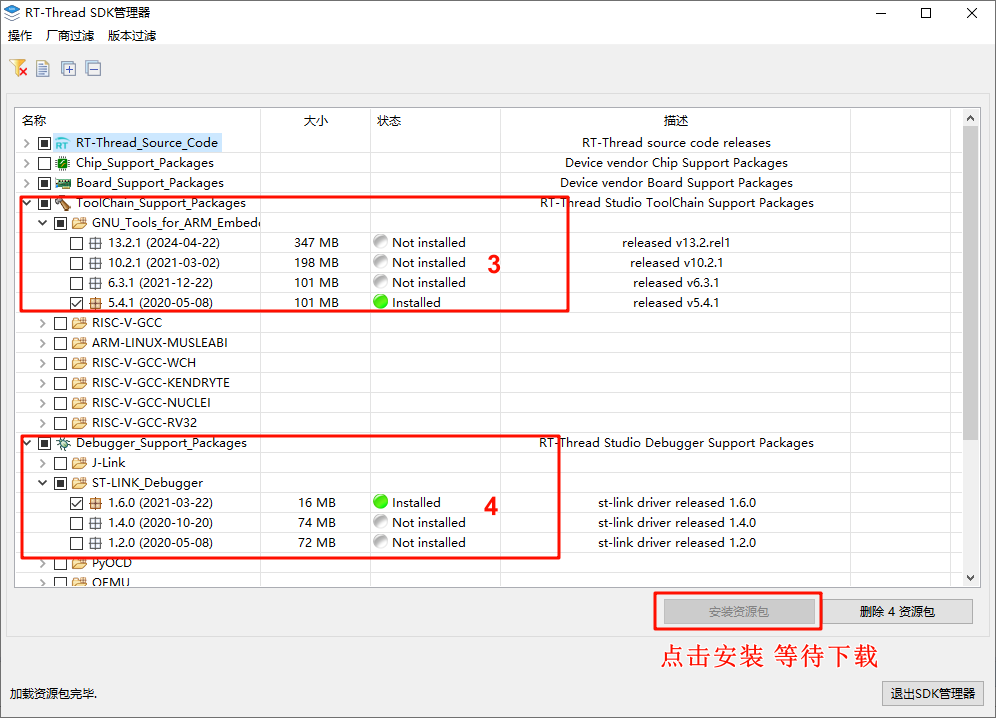 RT-Thread SDK管理器
操作 厂商过滤 版本过滤
名称 大小 状态 描述
RT-Thread_Source_Code RT-Thread source code releases
Chip_Support_Packages Device vendor Chip Support Packages
Board_Support_Packages Device vendor Board Support Packages
ToolChain_Support_Packages RT-Thread Studio ToolChain Support Packages
GNU_Tools_for_ARM_Embede
13.2.1 (2024-04-22) 347 MB Not installed released v13.2.rel1
10.2.1 (2021-03-02) 198 MB Not installed released v10.2.1
3
6.3.1 (2021-12-22) 101 MB Not installed released v6.3.1
5.4.1 (2020-05-08) 101 MB Installed released v5.4.1
RISC-V-GCC
ARM-LINUX-MUSLEABI
RISC-V-GCC-WCH
RISC-V-GCC-KENDRYTE
RISC-V-GCC-NUCLEI
RISC-V-GCC-RV32
Debugger_Support_Packages RT-Thread Studio Debugger Support Packages
J-Link
ST-LINK_Debugger
1.6.0 (2021-03-22) 16 MB Installed st-link driver released 1.6.0
4
1.4.0 (2020-10-20) 74 MB Not installed st-link driver released 1.4.0
1.2.0 (2020-05-08) 72 MB Not installed st-link driver released 1.2.0
PyOCD
QEMU
安装资源包 删除 4 资源包
点击安装 等待下载
加载资源包完毕. 退出SDK管理器